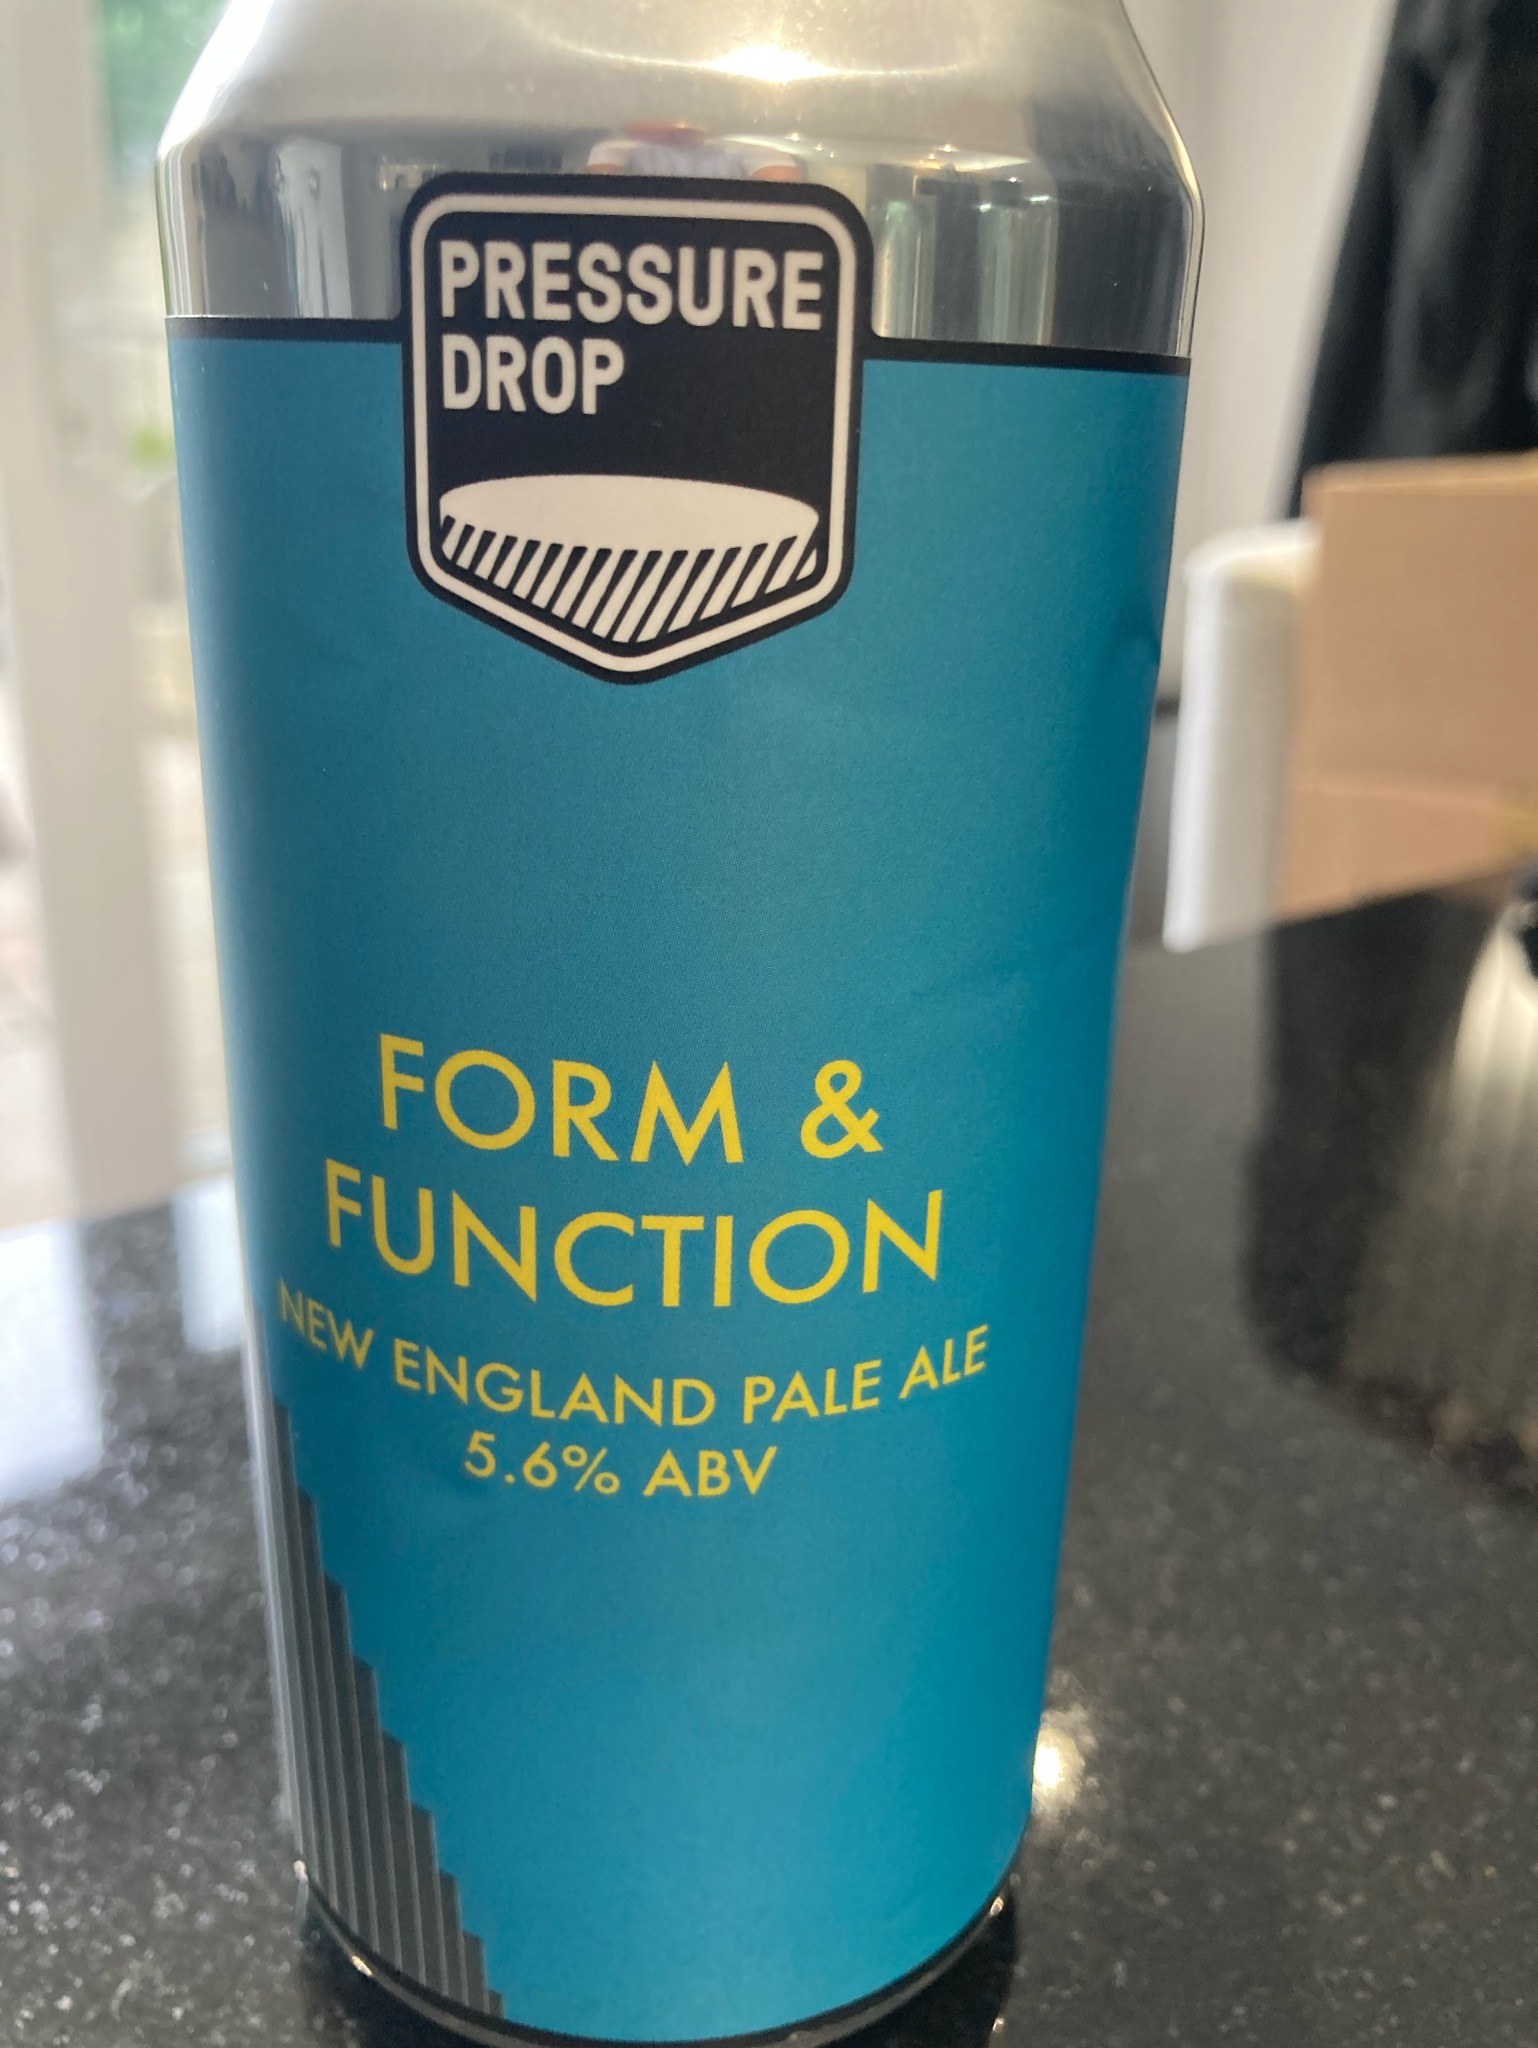 PRESSURE
DROP
FORM &
FUNCTION
NEW ENGLAND PALE ALE
5.6% ABV